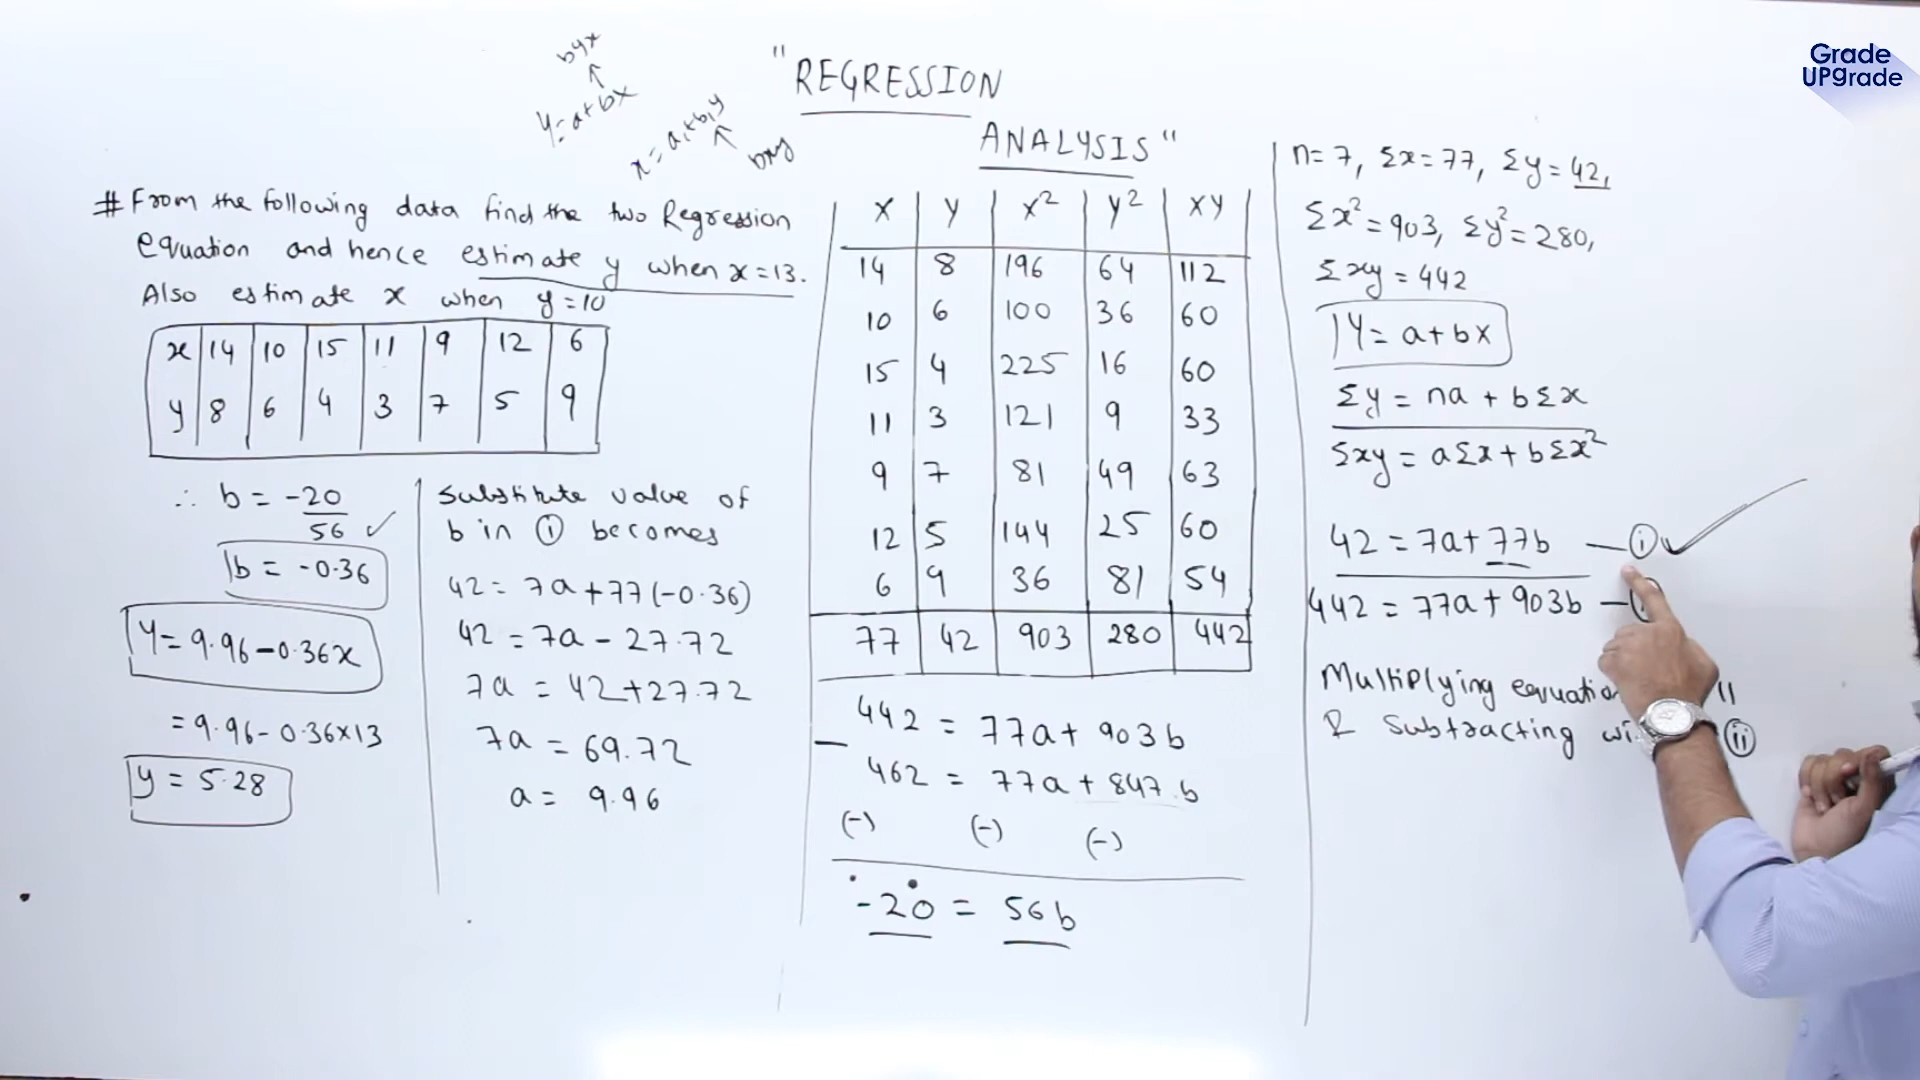 Grade
UPgrade
"REGRESSION
ANALYSIS"
byx
y = a+bx
x = a₁+b₁y
bxy
# From the following data find the two Regression
equation and hence estimate y when x=13.
Also estimate x when y=10
x 14 10 15 11 9 12 6
y 8 6 4 3 7 5 9
∴ b = -20
56 ✓
b = -0.36
Y = 9.96-0.36x
= 9.96-0.36×13
y = 5.28
Substitute value of
b in ① becomes
42 = 7a+77(-0.36)
42 = 7a - 27.72
7a = 42+27.72
7a = 69.72
a = 9.96
X Y X² Y² XY
14 8 196 64 112
10 6 100 36 60
15 4 225 16 60
11 3 121 9 33
9 7 81 49 63
12 5 144 25 60
6 9 36 81 54
77 42 903 280 442
442 = 77a+903b
- 462 = 77a+847.b
(-) (-) (-)
-20 = 56b
n=7, Σx=77, Σy=42,
Σx²=903, Σy²=280,
Σxy=442
Y = a+bx
Σy = na + bΣx
Σxy = aΣx + bΣx²
42 = 7a+77b — ⓘ ✓
442 = 77a+903b —
Multiplying 11
& Subtracting ⓘⓘ